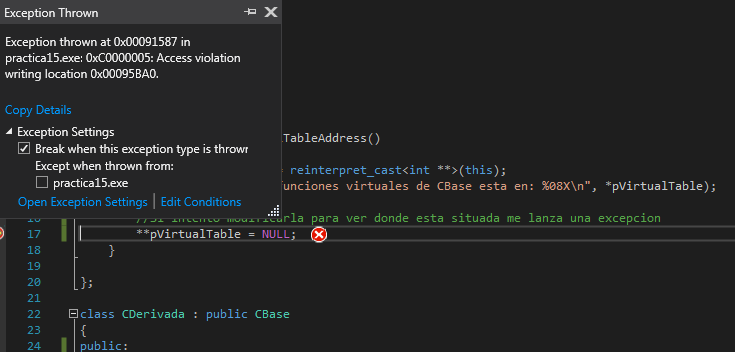 Exception Thrown
Exception thrown at 0x00091587 in
practica15.exe: 0xC0000005: Access violation
writing location 0x00095BA0.
Copy Details
Exception Settings
Break when this exception type is thrown
Except when thrown from:
practica15.exe
Open Exception Settings | Edit Conditions
lTableAddress()
reinterpret_cast<int **>(this);
funciones virtuales de CBase esta en: %08X\n", *pVirtualTable);
//Si intento modificarla para ver donde esta situada me lanza una excepcion
17 **pVirtualTable = NULL;
18 }
19
20 };
21
22 class CDerivada : public CBase
23 {
24 public: